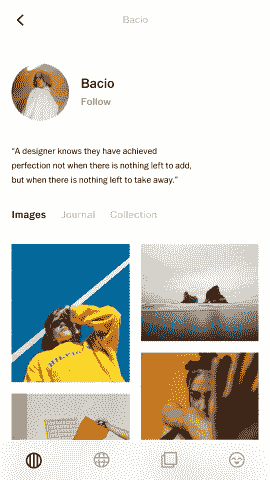 Bacio
Bacio
Follow
“A designer knows they have achieved
perfection not when there is nothing left to add,
but when there is nothing left to take away.”
Images Journal Collection